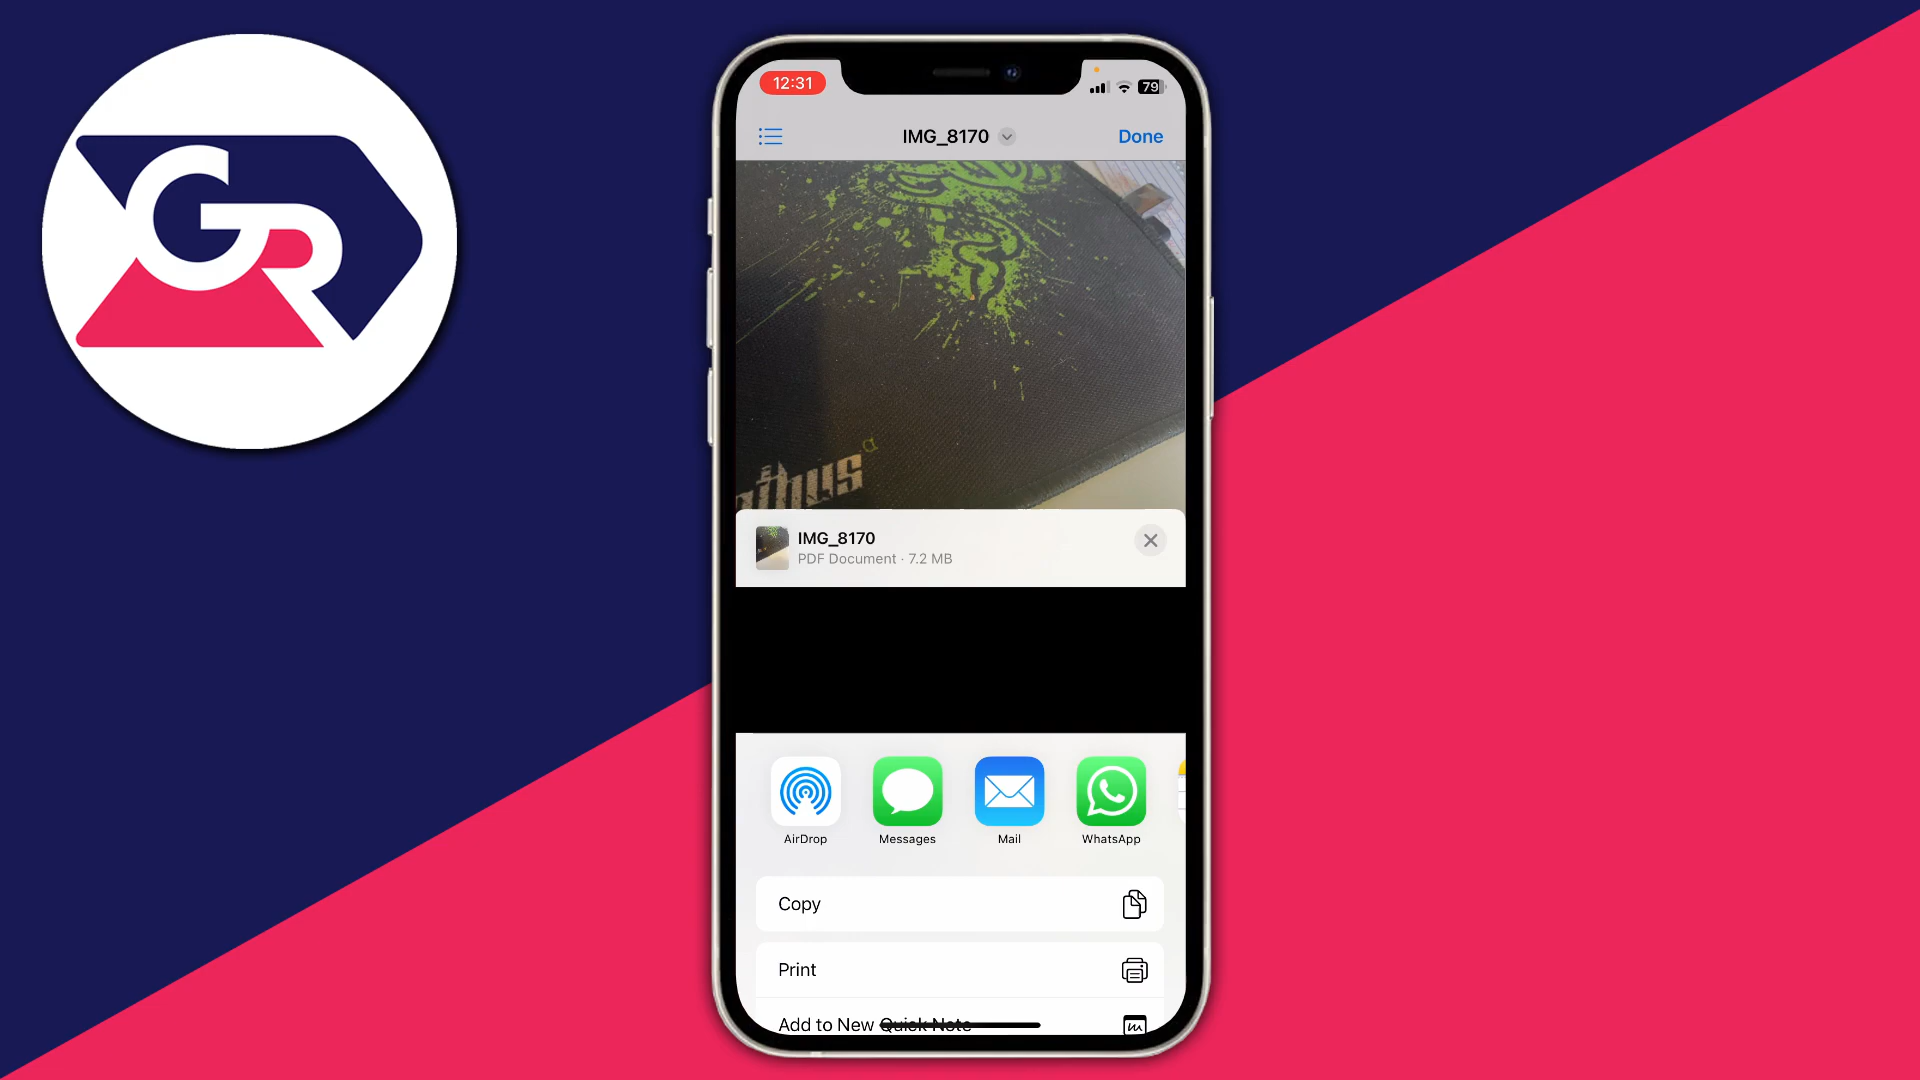 GR
12:31
79
IMG_8170
Done
IMG_8170
PDF Document · 7.2 MB
AirDrop
Messages
Mail
WhatsApp
Copy
Print
Add to New Quick Note